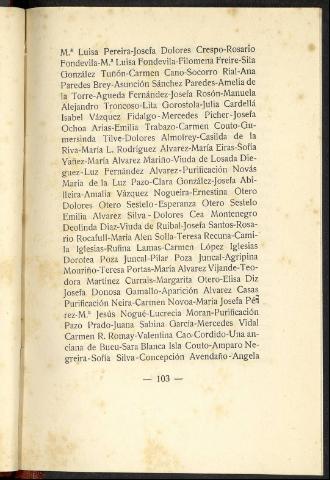 M.ª Luisa Pereira-Josefa Dolores Crespo-Rosario
Fondevila-M.ª Luisa Fondevila-Filomena Freire-Sila
González Tuñón-Carmen Cano-Socorro Rial-Ana
Paredes Brey-Asunción Sánchez Paredes-Amelia de
la Torre-Agueda Fernández-Josefa Rosón-Manuela
Alejandro Troncoso-Lita Gorostola-Julia Cardellá
Isabel Vázquez Fidalgo-Mercedes Picher-Josefa
Ochoa Arias-Emilia Trabazo-Carmen Couto-Gu-
mersinda Tilve-Dolores Almoírey-Casilda de la
Riva-María L. Rodríguez Alvarez-María Eiras-Sofía
Yañez-María Alvarez Mariño-Viuda de Losada Die-
guez-Luz Fernández Alvarez-Purificación Novás
María de la Luz Pazo-Clara González-Josefa Abi-
lleira-Amalia Vázquez Nogueira-Ernestina Otero
Dolores Otero Sestelo-Esperanza Otero Sestelo
Emilia Alvarez Silva-Dolores Cea Montenegro
Deolinda Diaz-Viuda de Ruibal-Josefa Santos-Rosa-
rio Rocafull-María Alen Solla-Teresa Recuna-Cami-
la Iglesias-Rufina Lamas-Carmen López Iglesias
Dorotea Poza Juncal-Pilar Poza Juncal-Agripina
Mouriño-Teresa Portas-María Alvarez Vijande-Teo-
dora Martínez Currais-Margarita Otero-Elisa Diz
Josefa Donosa Gamallo-Aparición Alvarez Casas
Purificación Neira-Carmen Novoa-María Josefa Pé-
rez-M.ª Jesús Nogué-Lucrecia Moran-Purificación
Pazo Prado-Juana Sabina García-Mercedes Vidal
Carmen R. Romay-Valentina Cao-Cordido-Una an-
ciana de Bueu-Sara Blanca Isla Couto-Amparo Ne-
greira-Sofía Silva-Concepción Avendaño-Angela
— 103 —